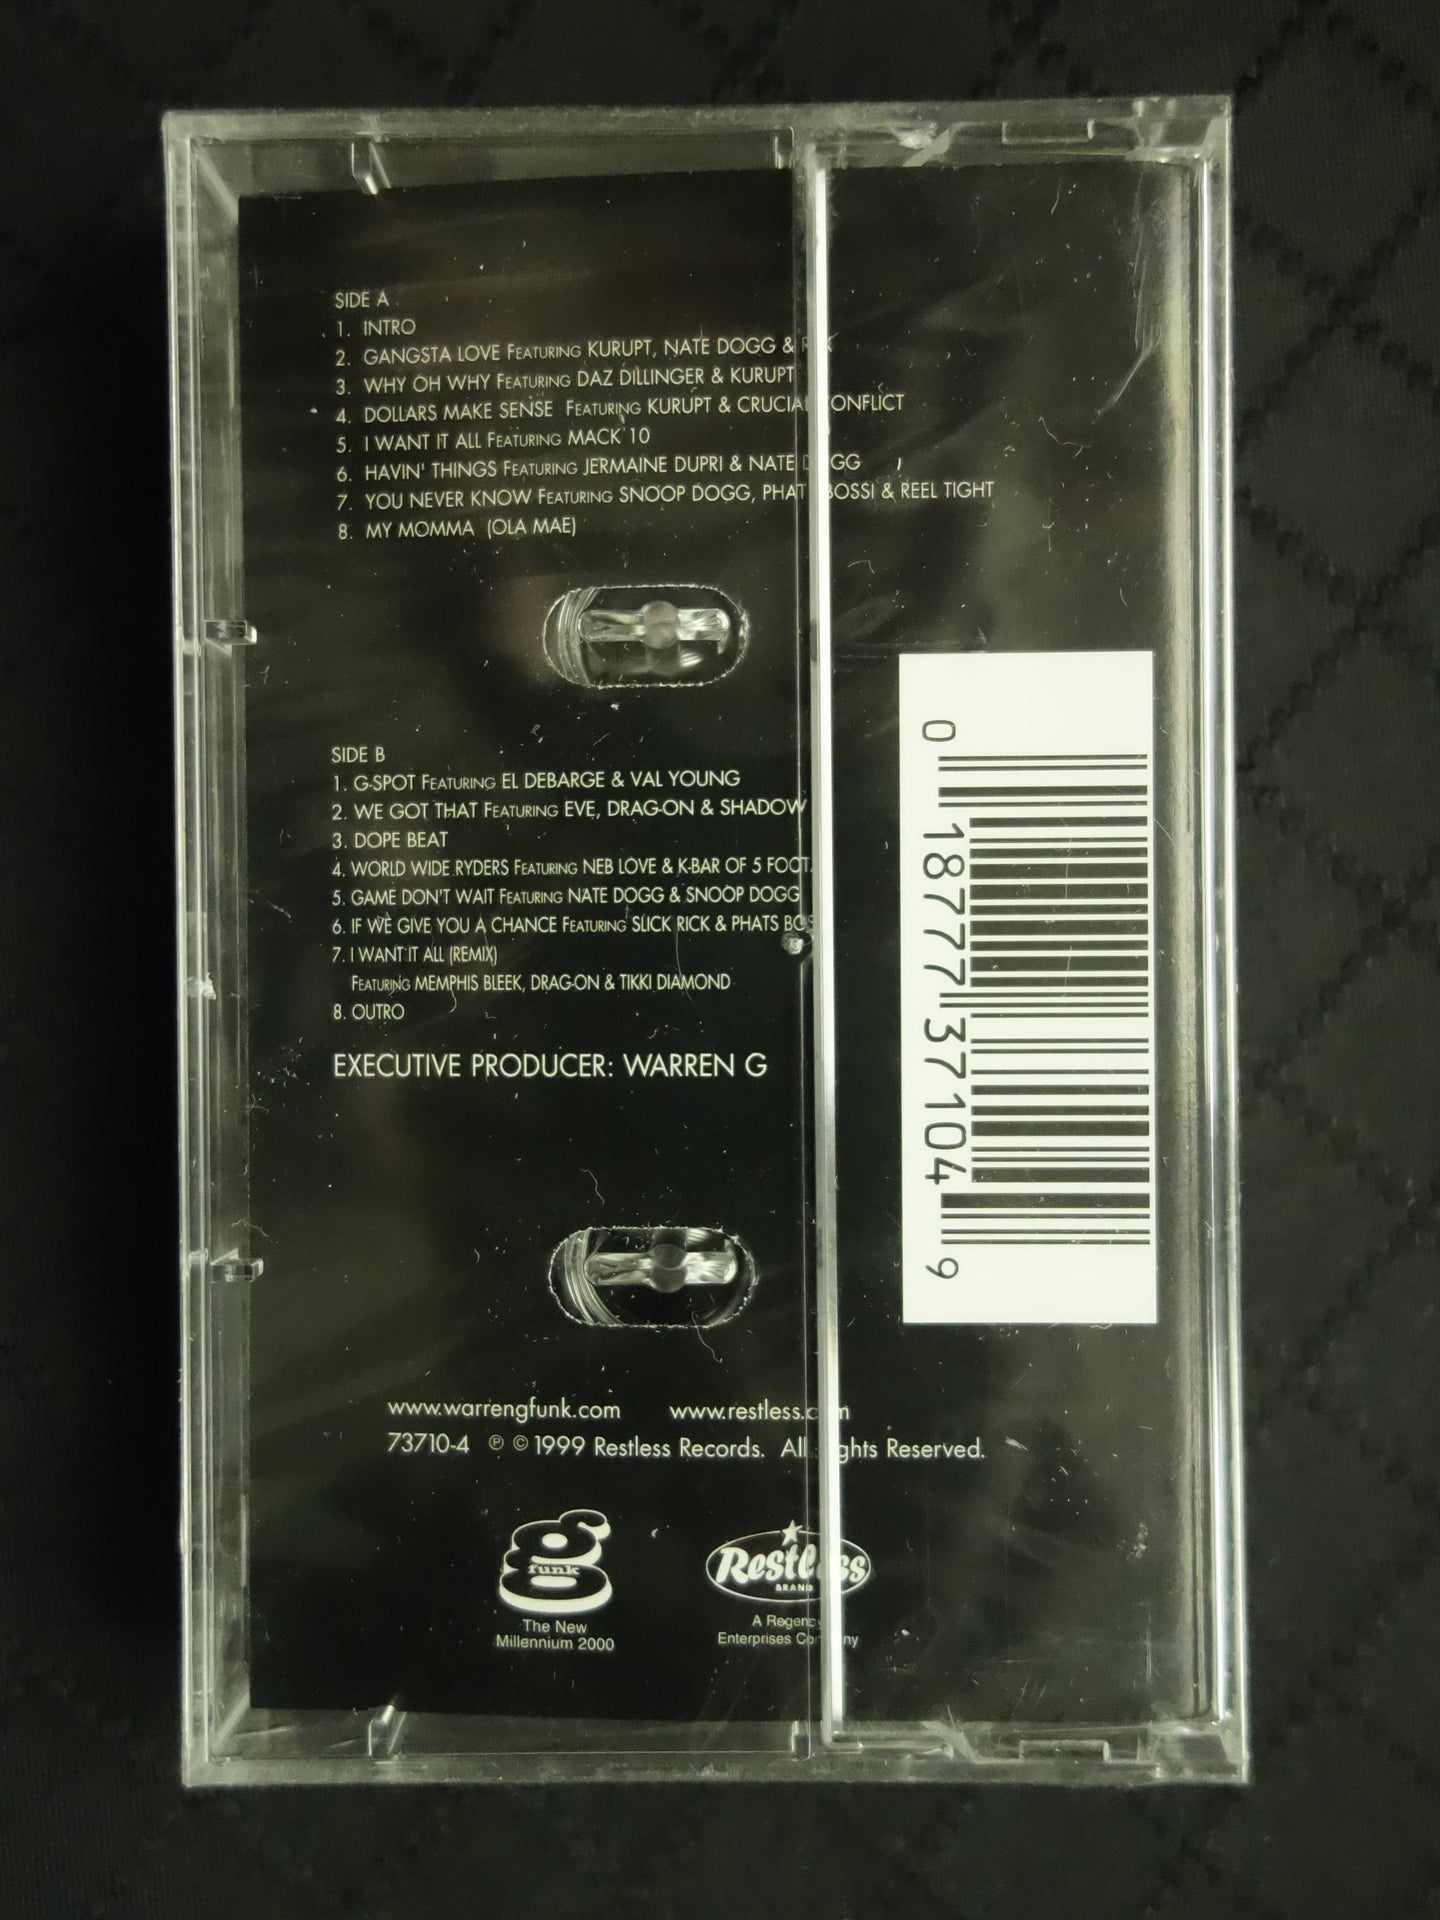 SIDE A
1. INTRO
2. GANGSTA LOVE FEATURING KURUPT, NATE DOGG &
3. WHY OH WHY FEATURING DAZ DILLINGER & KURUPT
4. DOLLARS MAKE SENSE FEATURING KURUPT & CRUCIAL CONFLICT
5. I WANT IT ALL FEATURING MACK 10
6. HAVIN' THINGS FEATURING JERMAINE DUPRI & NATE DOGG
7. YOU NEVER KNOW FEATURING SNOOP DOGG, PHAT BOSSI & REEL TIGHT
8. MY MOMMA (OLA MAE)
SIDE B
1. G-SPOT FEATURING EL DEBARGE & VAL YOUNG
2. WE GOT THAT FEATURING EVE, DRAG-ON & SHADOW
3. DOPE BEAT
4. WORLD WIDE RYDERS FEATURING NEB LOVE & K-BAR OF 5 FOOT
5. GAME DON'T WAIT FEATURING NATE DOGG & SNOOP DOGG
6. IF WE GIVE YOU A CHANCE FEATURING SLICK RICK & PHATS
7. I WANT IT ALL (REMIX)
FEATURING MEMPHIS BLEEK, DRAG-ON & TIKKI DIAMOND
8. OUTRO
EXECUTIVE PRODUCER: WARREN G
0 18777 37104 9
www.warrengfunk.com www.restless.com
73710-4 ℗ © 1999 Restless Records. All Rights Reserved.
g funk
The New
Millennium 2000
Restless
BRAND
A Regency
Enterprises Company